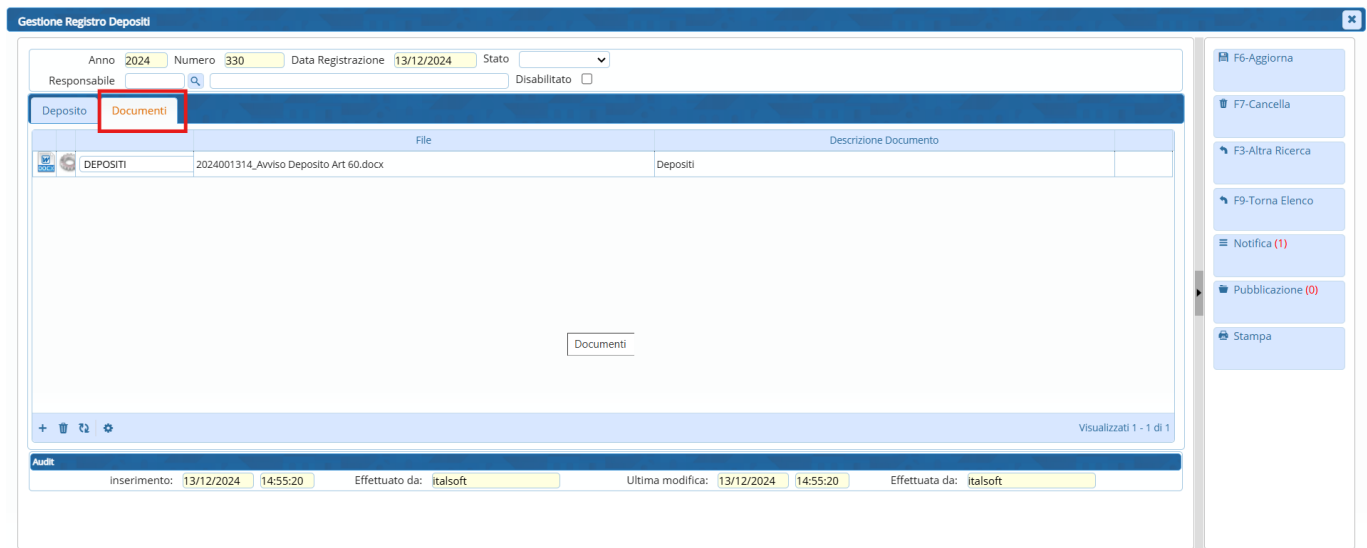 Gestione Registro Depositi
Anno 2024 Numero 330 Data Registrazione 13/12/2024 Stato
Responsabile Disabilitato
Deposito Documenti
File Descrizione Documento
DOCX DEPOSITI 2024001314_Avviso Deposito Art 60.docx Depositi
Documenti
Visualizzati 1 - 1 di 1
Audit
inserimento: 13/12/2024 14:55:20 Effettuato da: italsoft Ultima modifica: 13/12/2024 14:55:20 Effettuata da: italsoft
F6-Aggiorna
F7-Cancella
F3-Altra Ricerca
F9-Torna Elenco
Notifica (1)
Pubblicazione (0)
Stampa